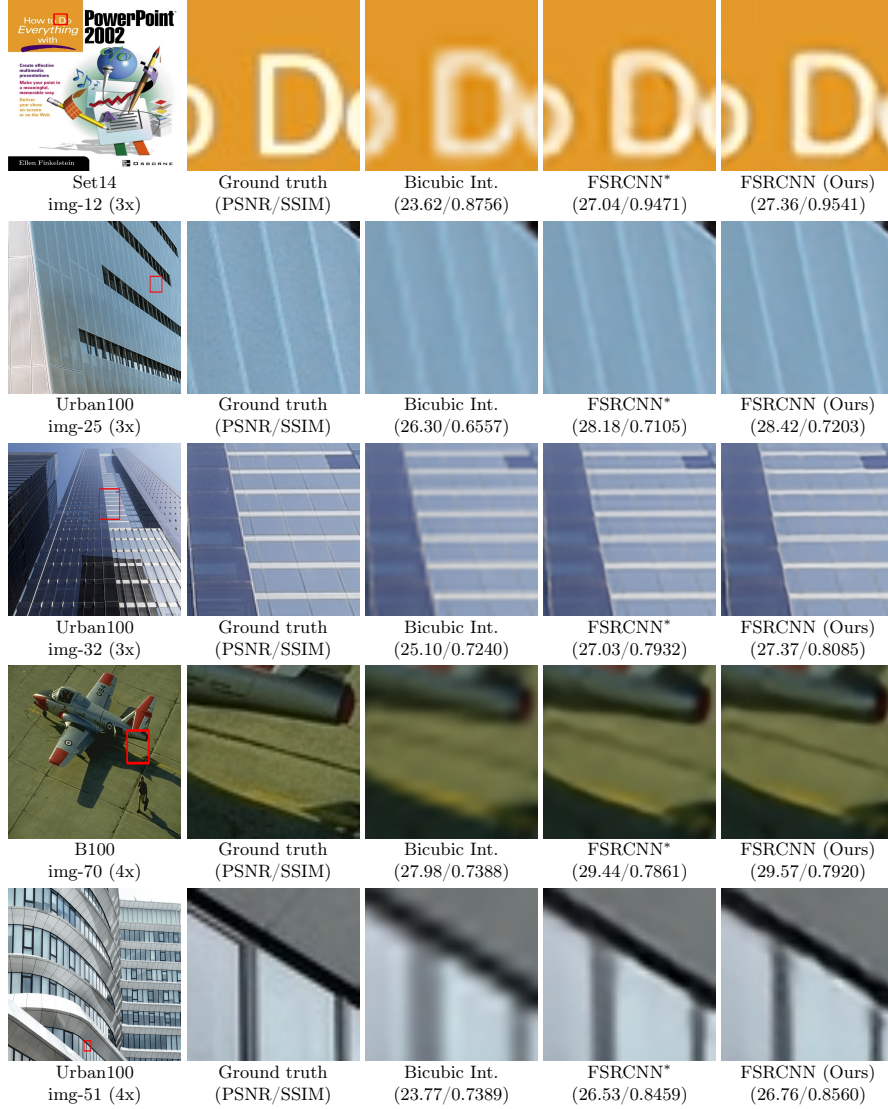 How to Do
Everything
with
PowerPoint
2002
Create effective
multimedia
presentations
Make your point in
a meaningful,
memorable way
Deliver
your show
on-screen
or on the Web
Ellen Finkelstein
OSBORNE
o Do
o Do
o Do
o Do
Set14
img-12 (3x)
Ground truth
(PSNR/SSIM)
Bicubic Int.
(23.62/0.8756)
FSRCNN*
(27.04/0.9471)
FSRCNN (Ours)
(27.36/0.9541)
Urban100
img-25 (3x)
Ground truth
(PSNR/SSIM)
Bicubic Int.
(26.30/0.6557)
FSRCNN*
(28.18/0.7105)
FSRCNN (Ours)
(28.42/0.7203)
Urban100
img-32 (3x)
Ground truth
(PSNR/SSIM)
Bicubic Int.
(25.10/0.7240)
FSRCNN*
(27.03/0.7932)
FSRCNN (Ours)
(27.37/0.8085)
B100
img-70 (4x)
Ground truth
(PSNR/SSIM)
Bicubic Int.
(27.98/0.7388)
FSRCNN*
(29.44/0.7861)
FSRCNN (Ours)
(29.57/0.7920)
Urban100
img-51 (4x)
Ground truth
(PSNR/SSIM)
Bicubic Int.
(23.77/0.7389)
FSRCNN*
(26.53/0.8459)
FSRCNN (Ours)
(26.76/0.8560)